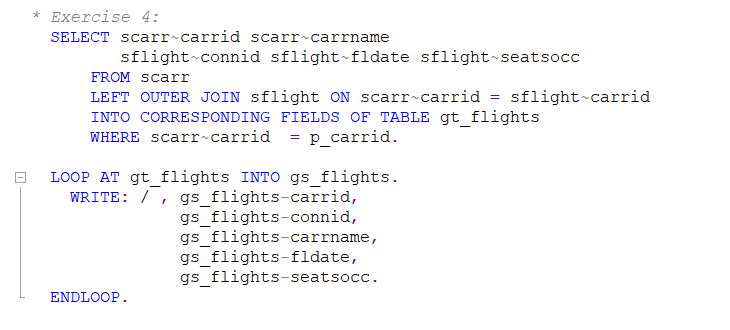 * Exercise 4:
SELECT scarr~carrid scarr~carrname
sflight~connid sflight~fldate sflight~seatsocc
FROM scarr
LEFT OUTER JOIN sflight ON scarr~carrid = sflight~carrid
INTO CORRESPONDING FIELDS OF TABLE gt_flights
WHERE scarr~carrid  = p_carrid.
LOOP AT gt_flights INTO gs_flights.
WRITE: / , gs_flights-carrid,
gs_flights-connid,
gs_flights-carrname,
gs_flights-fldate,
gs_flights-seatsocc.
ENDLOOP.